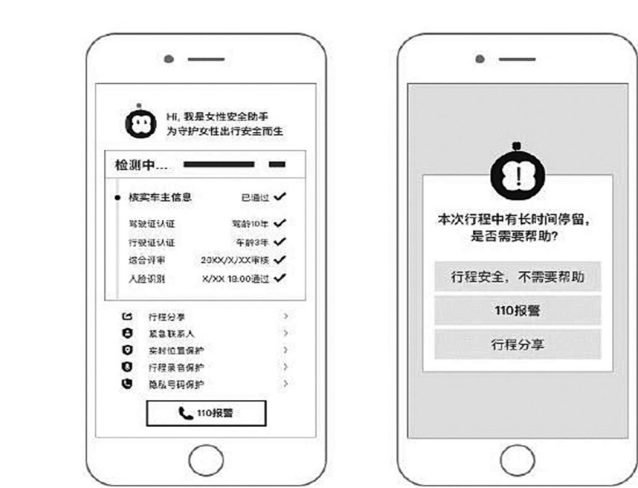 Hi, 我是女性安全助手
为守护女性出行安全而生
检测中...
核实车主信息 已通过
驾驶证认证 驾龄10年
行驶证认证 车龄3年
综合评审 20XX/X/XX审核
人脸识别 X/XX 18:00通过
行程分享
紧急联系人
实时位置保护
行程录音保护
隐私号码保护
110报警
本次行程中有长时间停留，
是否需要帮助?
行程安全，不需要帮助
110报警
行程分享